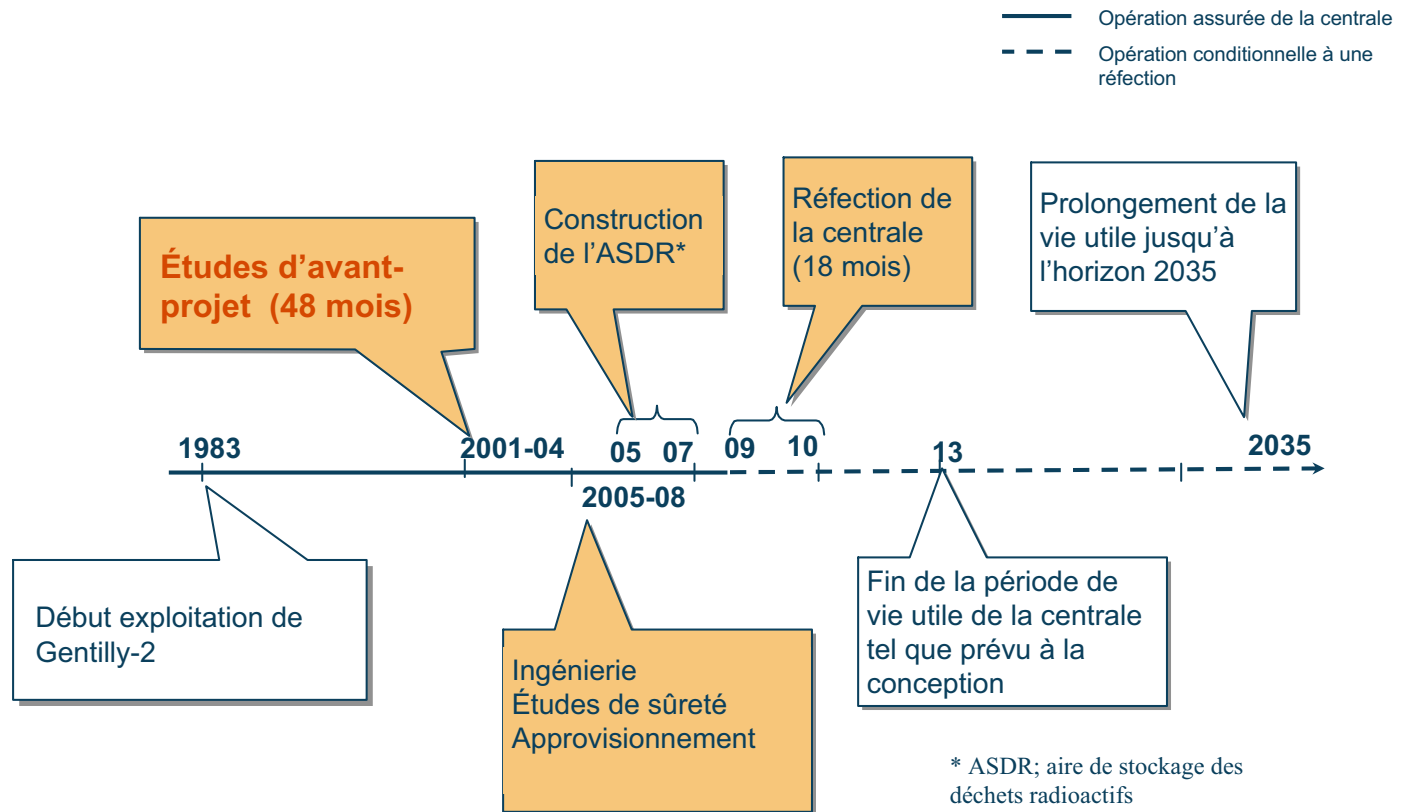 Opération assurée de la centrale
Opération conditionnelle à une
réfection
Études d’avant-
projet (48 mois)
Construction
de l’ASDR*
Réfection de
la centrale
(18 mois)
Prolongement de la
vie utile jusqu’à
l’horizon 2035
1983
2001-04
05
07
09
10
13
2035
2005-08
Début exploitation de
Gentilly-2
Ingénierie
Études de sûreté
Approvisionnement
Fin de la période de
vie utile de la centrale
tel que prévu à la
conception
* ASDR; aire de stockage des
déchets radioactifs